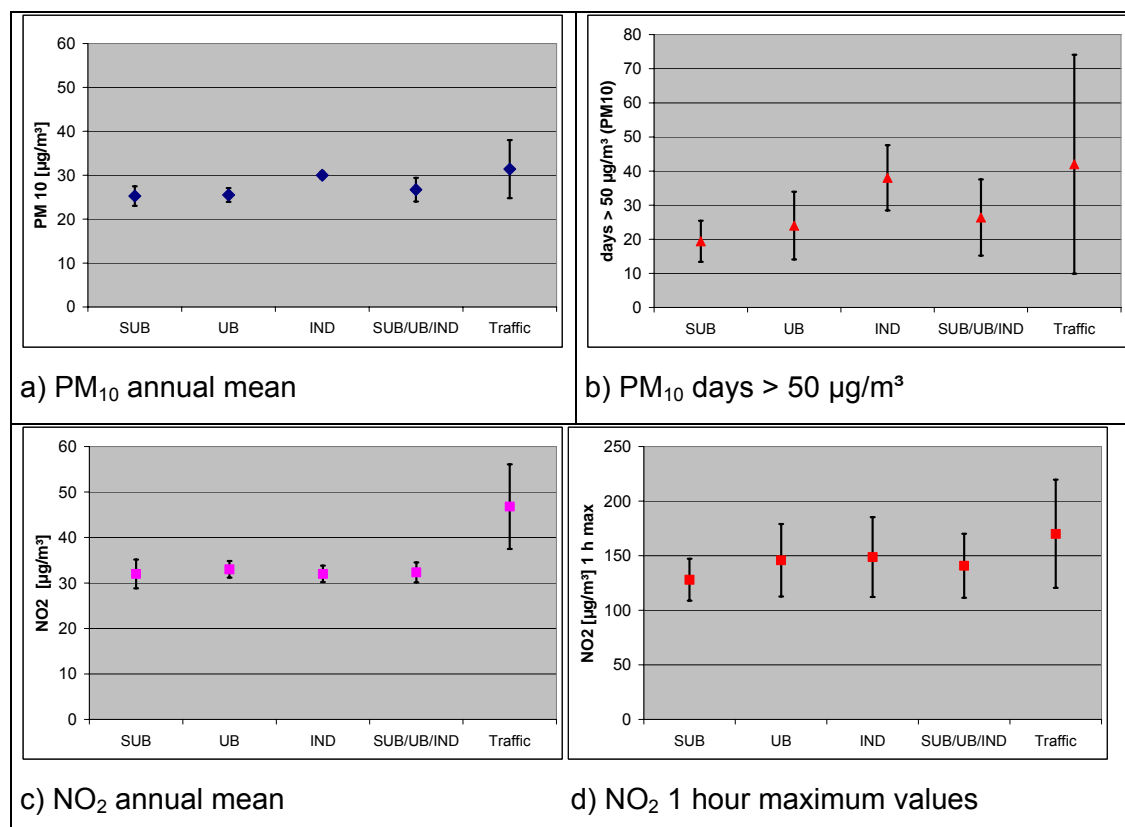 60
50
40
30
20
10
0
PM 10 [µg/m³]
SUB UB IND SUB/UB/IND Traffic
a) PM₁₀ annual mean
80
70
60
50
40
30
20
10
0
days > 50 µg/m³ (PM10)
SUB UB IND SUB/UB/IND Traffic
b) PM₁₀ days > 50 µg/m³
60
50
40
30
20
10
0
NO2 [µg/m³]
SUB UB IND SUB/UB/IND Traffic
c) NO₂ annual mean
250
200
150
100
50
0
NO2 [µg/m³] 1 h max
SUB UB IND SUB/UB/IND Traffic
d) NO₂ 1 hour maximum values